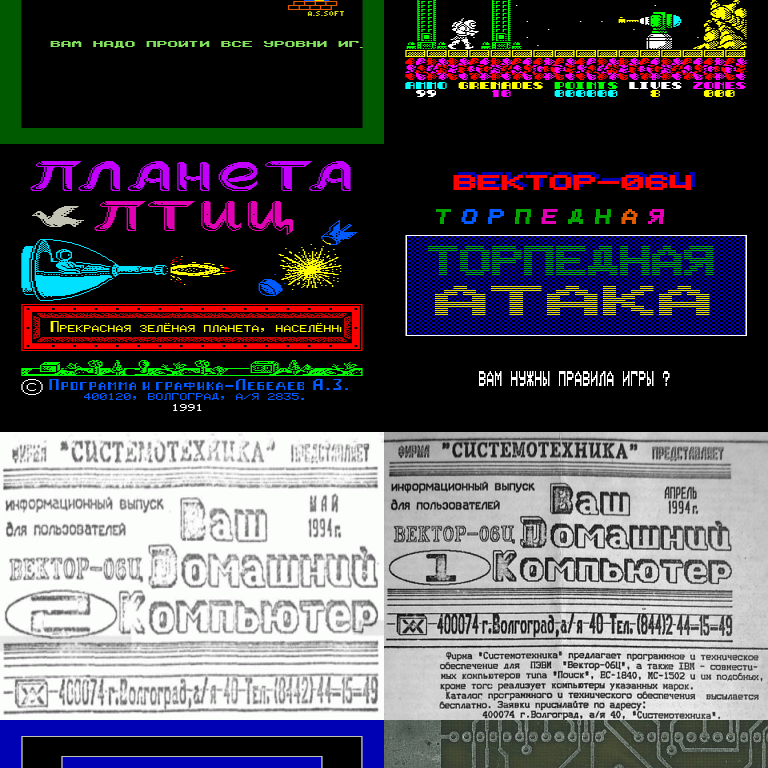 A.S.SOFT
ВАМ НАДО ПРОЙТИ ВСЕ УРОВНИ ИГ
AMMO GRENADES POINTS LIVES ZONES
99 10 000000 8 000
ПЛАНЕТА
ПТИЦ
Прекрасная зелёная планета, населённ
© Программа и графика-Лебедев А.З.
400120, ВОЛГОГРАД, А/Я 2835.
1991
ВЕКТОР-06Ц
ТОРПЕДНАЯ
ТОРПЕДНАЯ
АТАКА
ВАМ НУЖНЫ ПРАВИЛА ИГРЫ ?
ФИРМА "СИСТЕМОТЕХНИКА" ПРЕДСТАВЛЯЕТ
информационный выпуск
для пользователей
МАЙ
1994г.
ВЕКТОР-06Ц
Ваш
Домашний
Компьютер
2
400074 г.Волгоград,а/я-40-Тел.(8442)-44-15-49
ФИРМА "СИСТЕМОТЕХНИКА" ПРЕДСТАВЛЯЕТ
информационный выпуск
для пользователей
АПРЕЛЬ
1994г.
ВЕКТОР-06Ц
Ваш
Домашний
Компьютер
1
400074 г.Волгоград,а/я-40-Тел.(844)2-44-15-49
Фирма "Системотехника" предлагает программное и техническое
обеспечение для ПЭВМ "Вектор-06Ц", а также IBM - совмести-
мых компьютеров типа "Поиск", ЕС-1840, МС-1502 и им подобных,
кроме того реализует компьютеры указанных марок.
Каталог программного и технического обеспечения высылается
бесплатно. Заявки присылайте по адресу:
400074 г.Волгоград, а/я 40, "Системотехника".